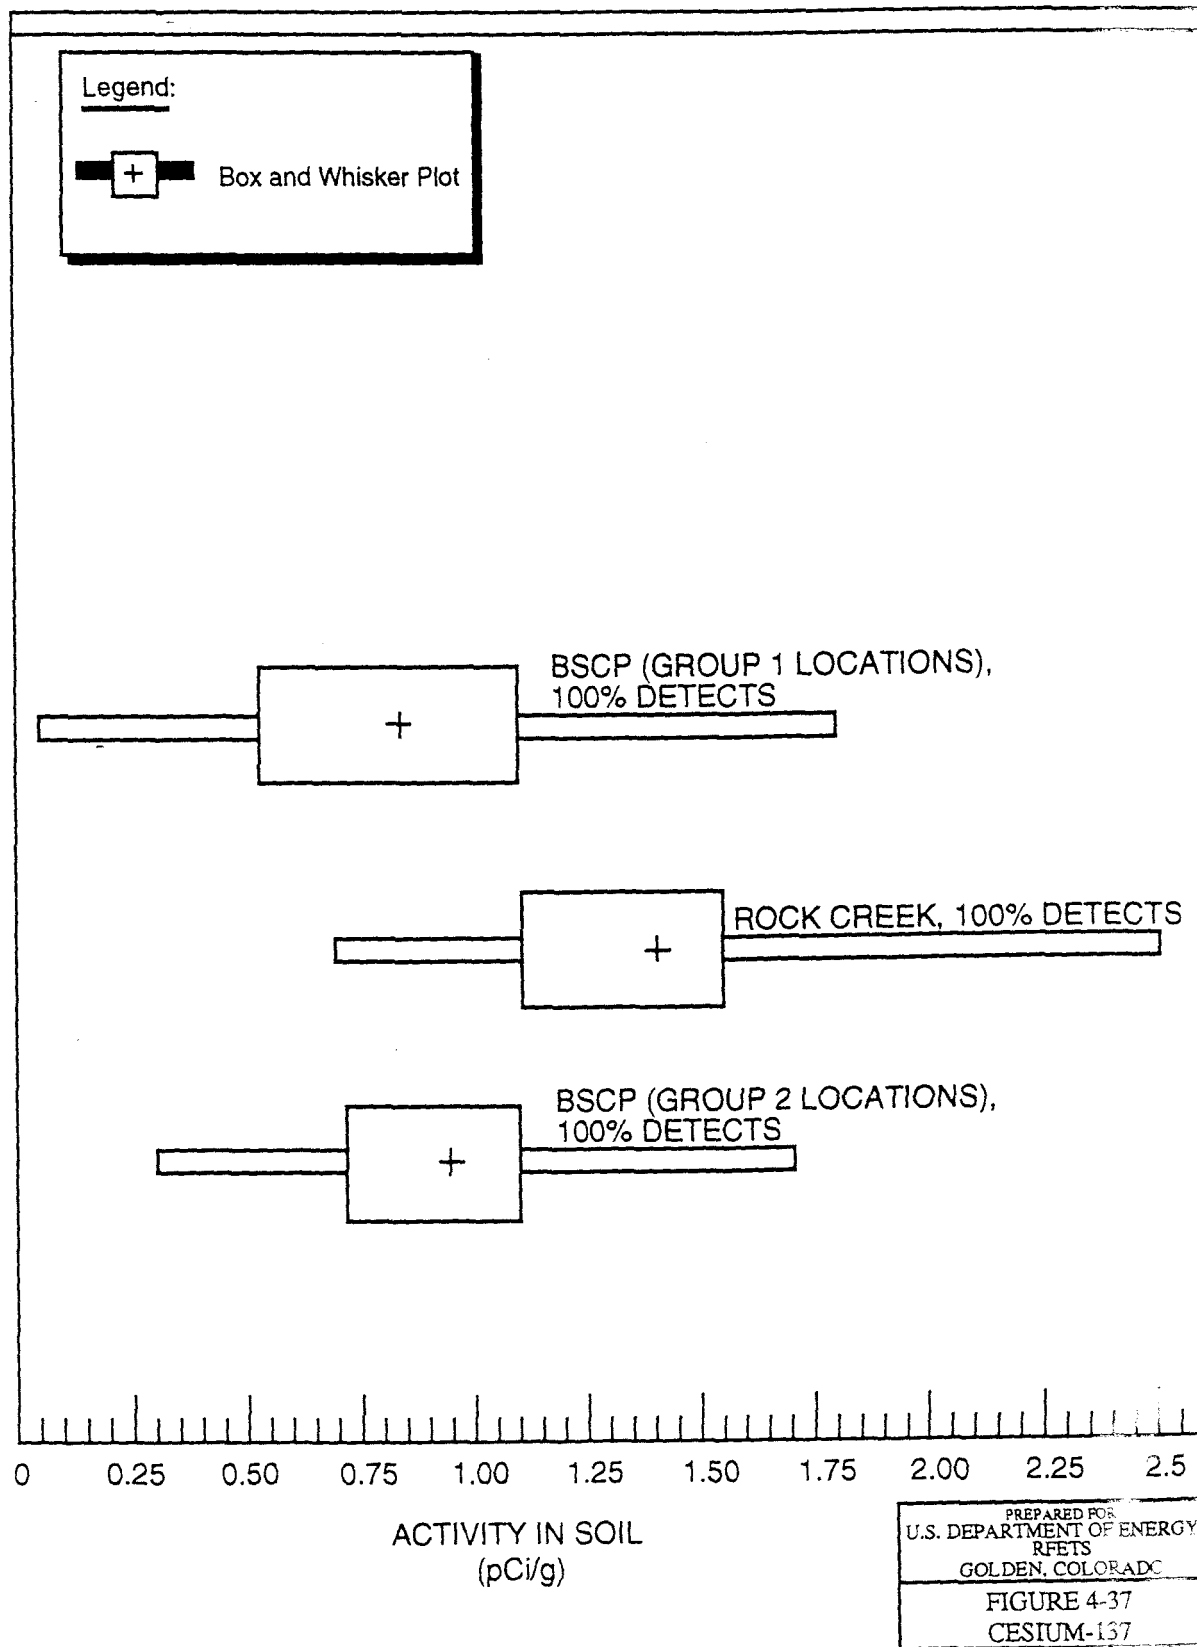 Legend:
Box and Whisker Plot
BSCP (GROUP 1 LOCATIONS),
100% DETECTS
ROCK CREEK, 100% DETECTS
BSCP (GROUP 2 LOCATIONS),
100% DETECTS
0 0.25 0.50 0.75 1.00 1.25 1.50 1.75 2.00 2.25 2.5
ACTIVITY IN SOIL
(pCi/g)
PREPARED FOR
U.S. DEPARTMENT OF ENERGY
RFETS
GOLDEN, COLORADO
FIGURE 4-37
CESIUM-137